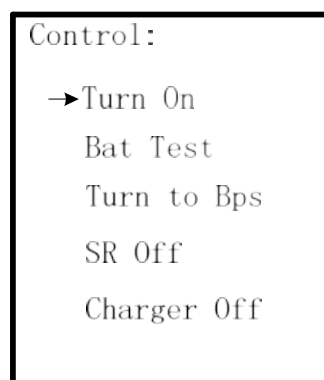 Control:
→Turn On
Bat Test
Turn to Bps
SR Off
Charger Off